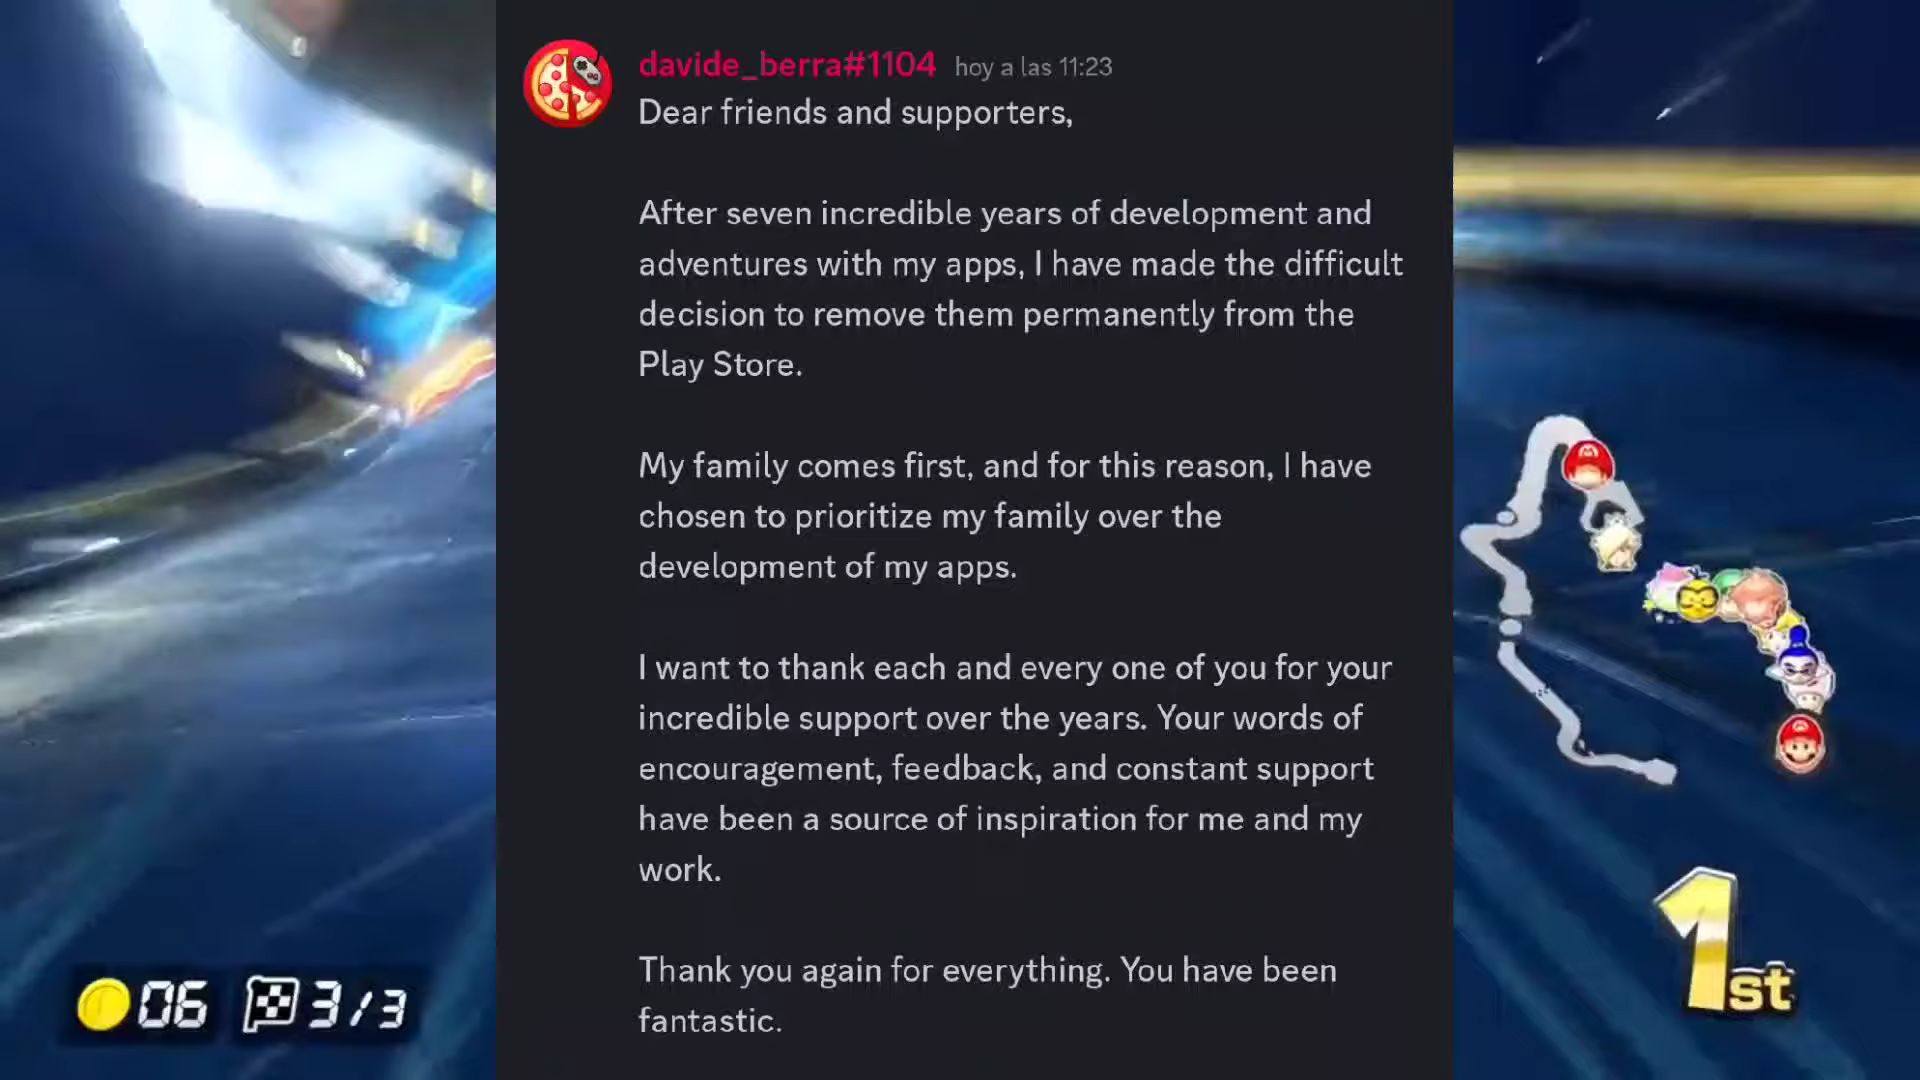 davide_berra#1104 hoy a las 11:23
Dear friends and supporters,
After seven incredible years of development and
adventures with my apps, I have made the difficult
decision to remove them permanently from the
Play Store.
My family comes first, and for this reason, I have
chosen to prioritize my family over the
development of my apps.
I want to thank each and every one of you for your
incredible support over the years. Your words of
encouragement, feedback, and constant support
have been a source of inspiration for me and my
work.
Thank you again for everything. You have been
fantastic.
06 3/3
1st